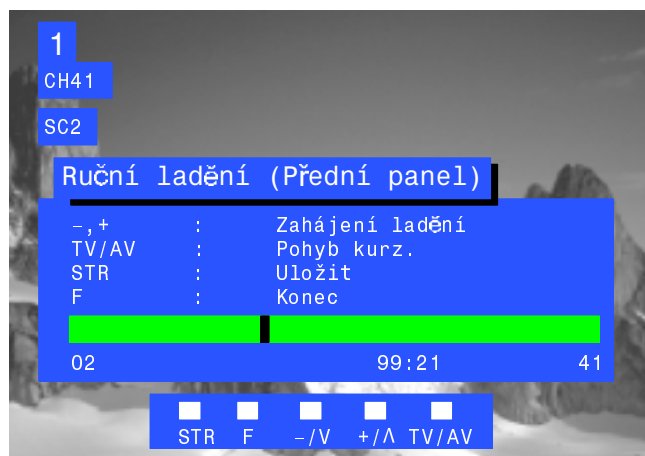 1
CH41
SC2
Ruční ladění (Přední panel)
–,+ : Zahájení ladění
TV/AV : Pohyb kurz.
STR : Uložit
F : Konec
02 99:21 41
STR F –/V +/Λ TV/AV